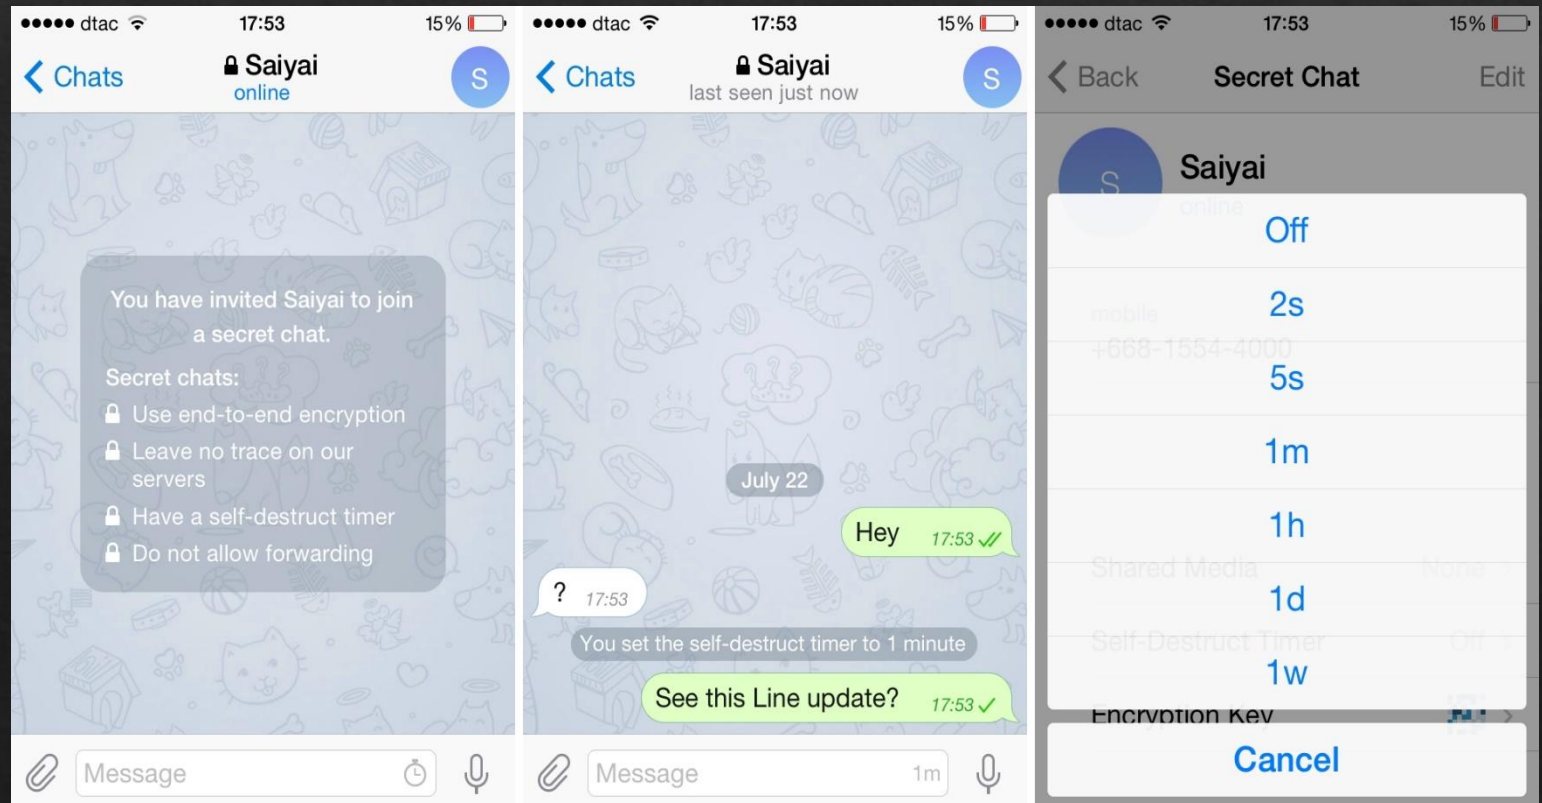 dtac 17:53 15%
Chats
Saiyai
online
S
You have invited Saiyai to join
a secret chat.
Secret chats:
Use end-to-end encryption
Leave no trace on our
servers
Have a self-destruct timer
Do not allow forwarding
Message
dtac 17:53 15%
Chats
Saiyai
last seen just now
S
July 22
Hey 17:53
? 17:53
You set the self-destruct timer to 1 minute
See this Line update? 17:53
Message 1m
dtac 17:53 15%
Back Secret Chat Edit
S
Saiyai
online
Off
2s
mobile
+668-1554-4000
5s
1m
1h
Shared Media None
1d
Self-Destruct Timer Off
1w
Encryption Key
Cancel